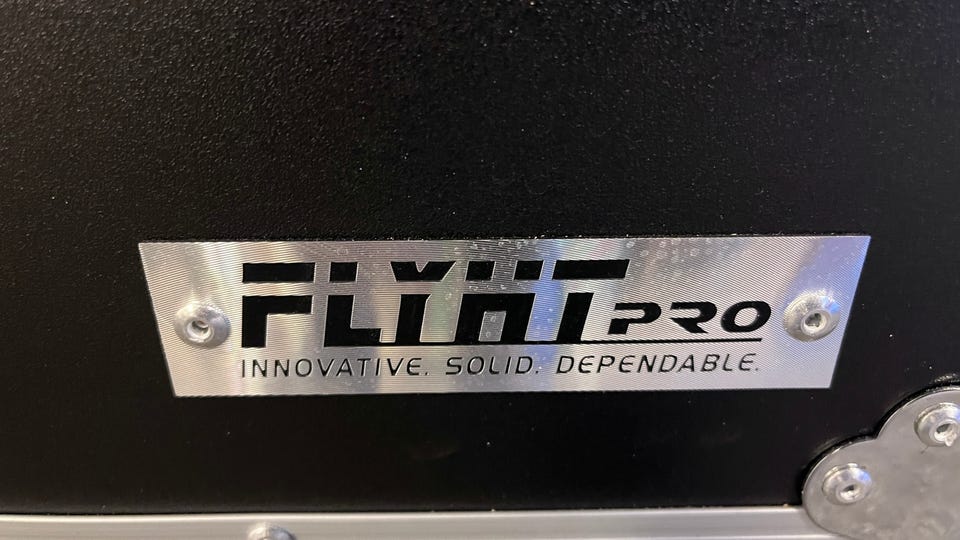 FLYHT PRO
INNOVATIVE. SOLID. DEPENDABLE.